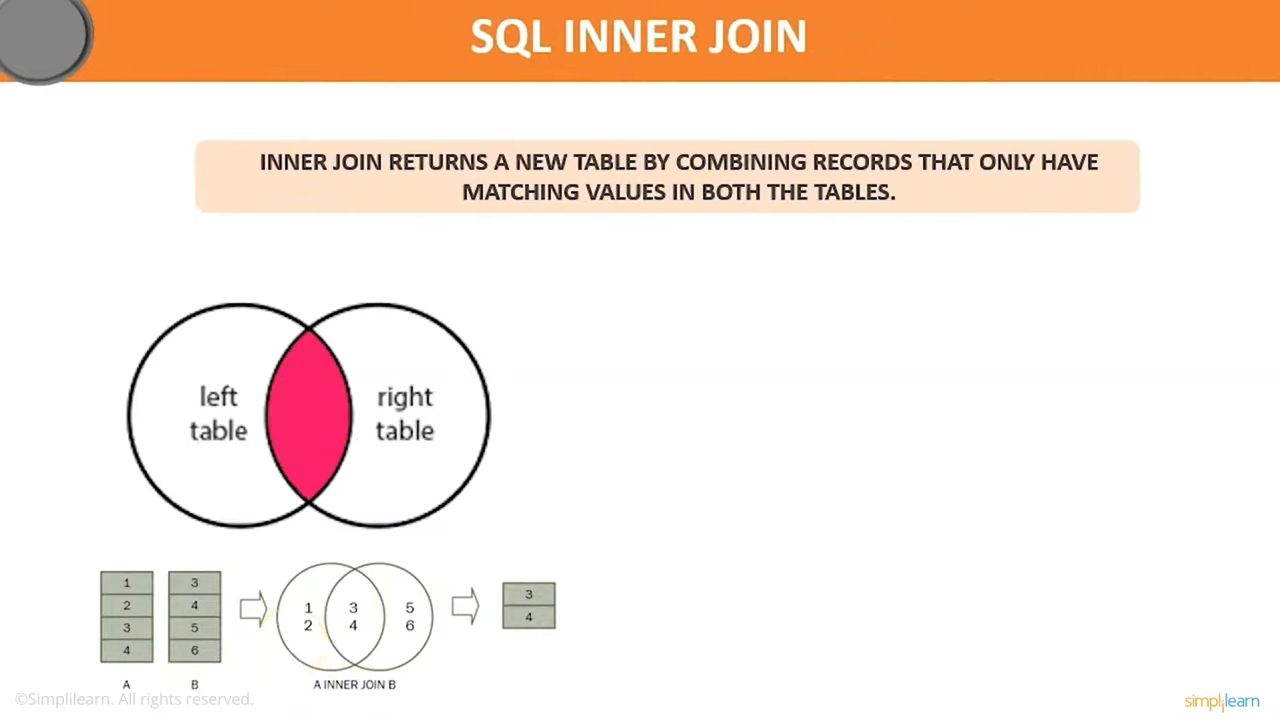 SQL INNER JOIN
INNER JOIN RETURNS A NEW TABLE BY COMBINING RECORDS THAT ONLY HAVE
MATCHING VALUES IN BOTH THE TABLES.
left
table
right
table
1
2
3
4
A
3
4
5
6
B
1
2
3
4
5
6
A INNER JOIN B
3
4
©Simplilearn. All rights reserved.
simplilearn